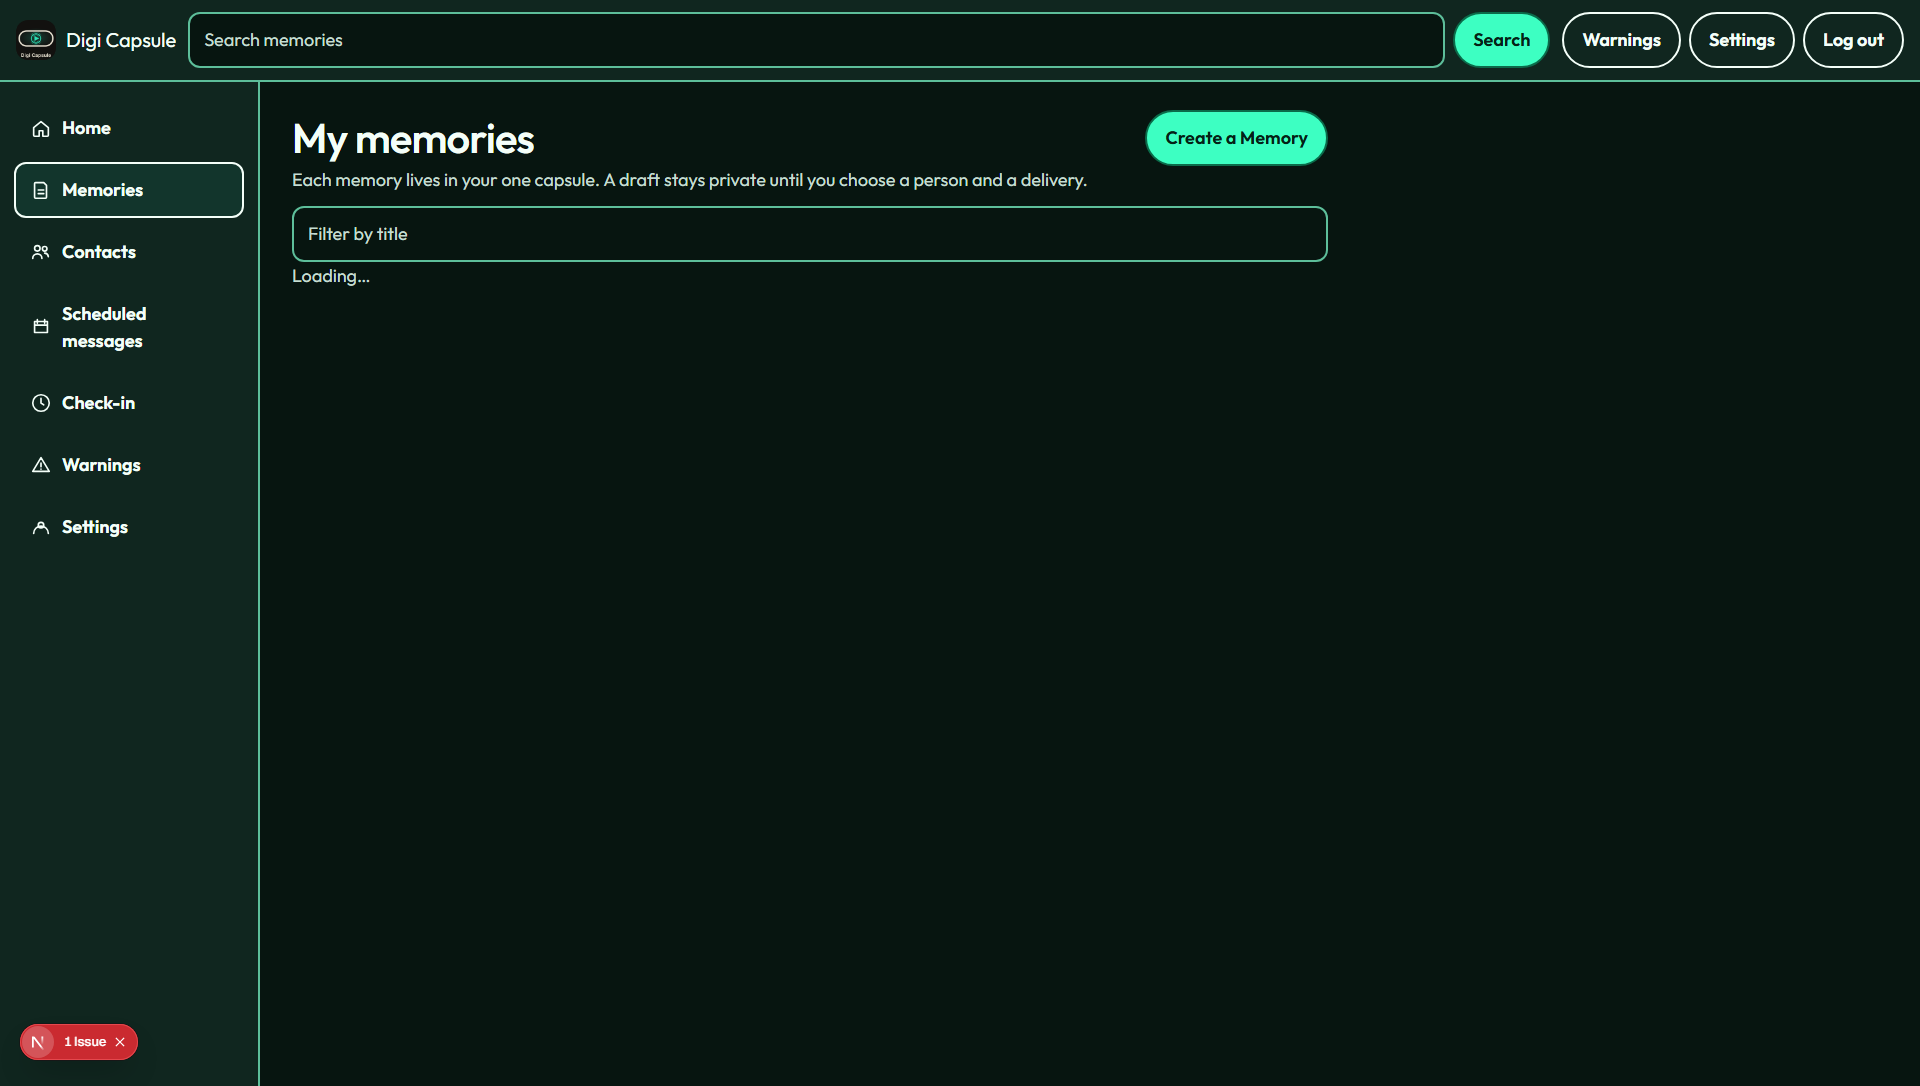 Digi Capsule
Digi Capsule
Search memories
Search
Warnings
Settings
Log out
Home
Memories
Contacts
Scheduled
messages
Check-in
Warnings
Settings
My memories
Create a Memory
Each memory lives in your one capsule. A draft stays private until you choose a person and a delivery.
Filter by title
Loading...
N
1 Issue